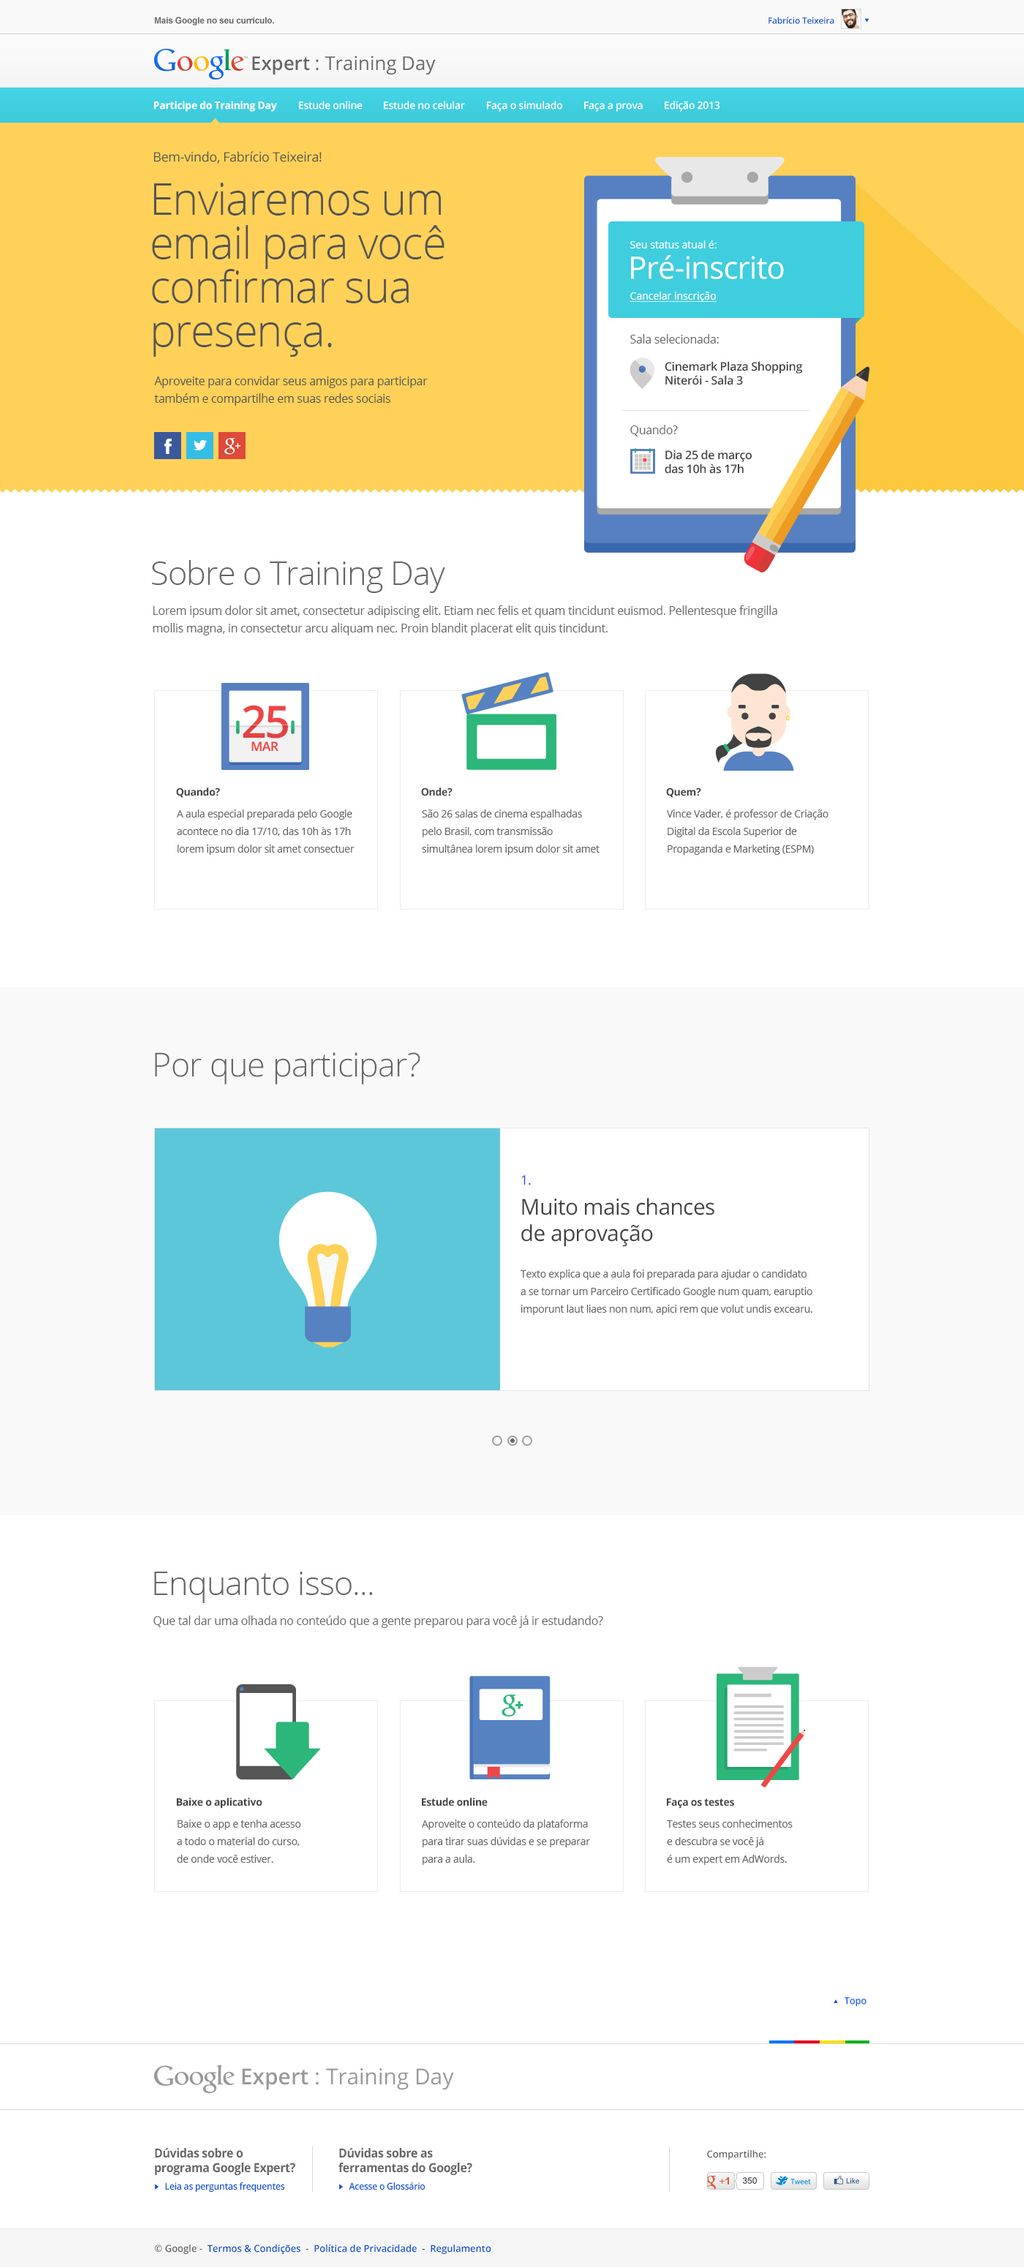 Mais Google no seu currículo.
Fabrício Teixeira
Google Expert : Training Day
Participe do Training Day Estude online Estude no celular Faça o simulado Faça a prova Edição 2013
Bem-vindo, Fabrício Teixeira!
Enviaremos um
email para você
confirmar sua
presença.
Aproveite para convidar seus amigos para participar
também e compartilhe em suas redes sociais
f
g+
Seu status atual é:
Pré-inscrito
Cancelar inscrição
Sala selecionada:
Cinemark Plaza Shopping
Niterói - Sala 3
Quando?
Dia 25 de março
das 10h às 17h
Sobre o Training Day
Lorem ipsum dolor sit amet, consectetur adipiscing elit. Etiam nec felis et quam tincidunt euismod. Pellentesque fringilla
mollis magna, in consectetur arcu aliquam nec. Proin blandit placerat elit quis tincidunt.
25
MAR
Quando?
A aula especial preparada pelo Google
acontece no dia 17/10, das 10h às 17h
lorem ipsum dolor sit amet consectuer
Onde?
São 26 salas de cinema espalhadas
pelo Brasil, com transmissão
simultânea lorem ipsum dolor sit amet
Quem?
Vince Vader, é professor de Criação
Digital da Escola Superior de
Propaganda e Marketing (ESPM)
Por que participar?
1.
Muito mais chances
de aprovação
Texto explica que a aula foi preparada para ajudar o candidato
a se tornar um Parceiro Certificado Google num quam, earuptio
imporunt laut liaes non num, apici rem que volut undis excearu.
Enquanto isso...
Que tal dar uma olhada no conteúdo que a gente preparou para você já ir estudando?
Baixe o aplicativo
Baixe o app e tenha acesso
a todo o material do curso,
de onde você estiver.
g+
Estude online
Aproveite o conteúdo da plataforma
para tirar suas dúvidas e se preparar
para a aula.
Faça os testes
Testes seus conhecimentos
e descubra se você já
é um expert em AdWords.
Topo
Google Expert : Training Day
Dúvidas sobre o
programa Google Expert?
Leia as perguntas frequentes
Dúvidas sobre as
ferramentas do Google?
Acesse o Glossário
Compartilhe:
g +1 350 Tweet Like
© Google - Termos & Condições - Política de Privacidade - Regulamento